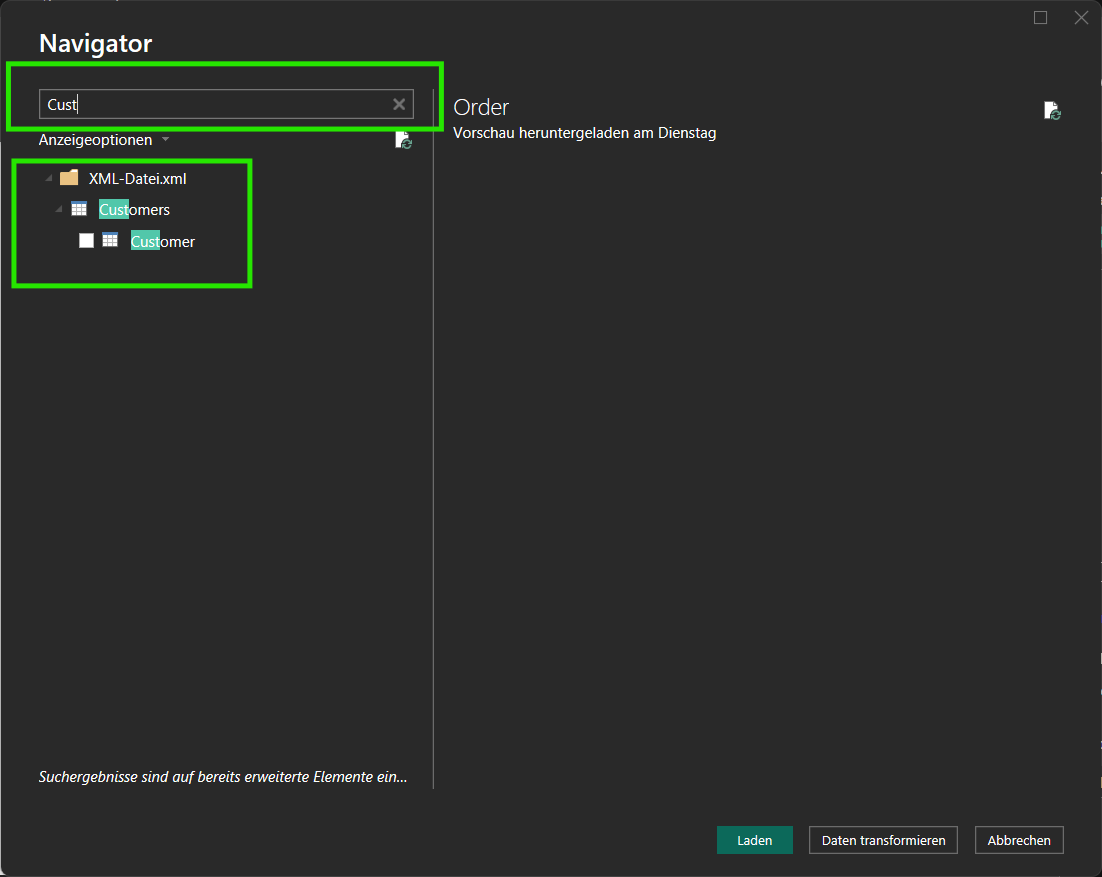 Navigator
Cust
Anzeigeoptionen
XML-Datei.xml
Customers
Customer
Suchergebnisse sind auf bereits erweiterte Elemente ein...
Order
Vorschau heruntergeladen am Dienstag
Laden
Daten transformieren
Abbrechen